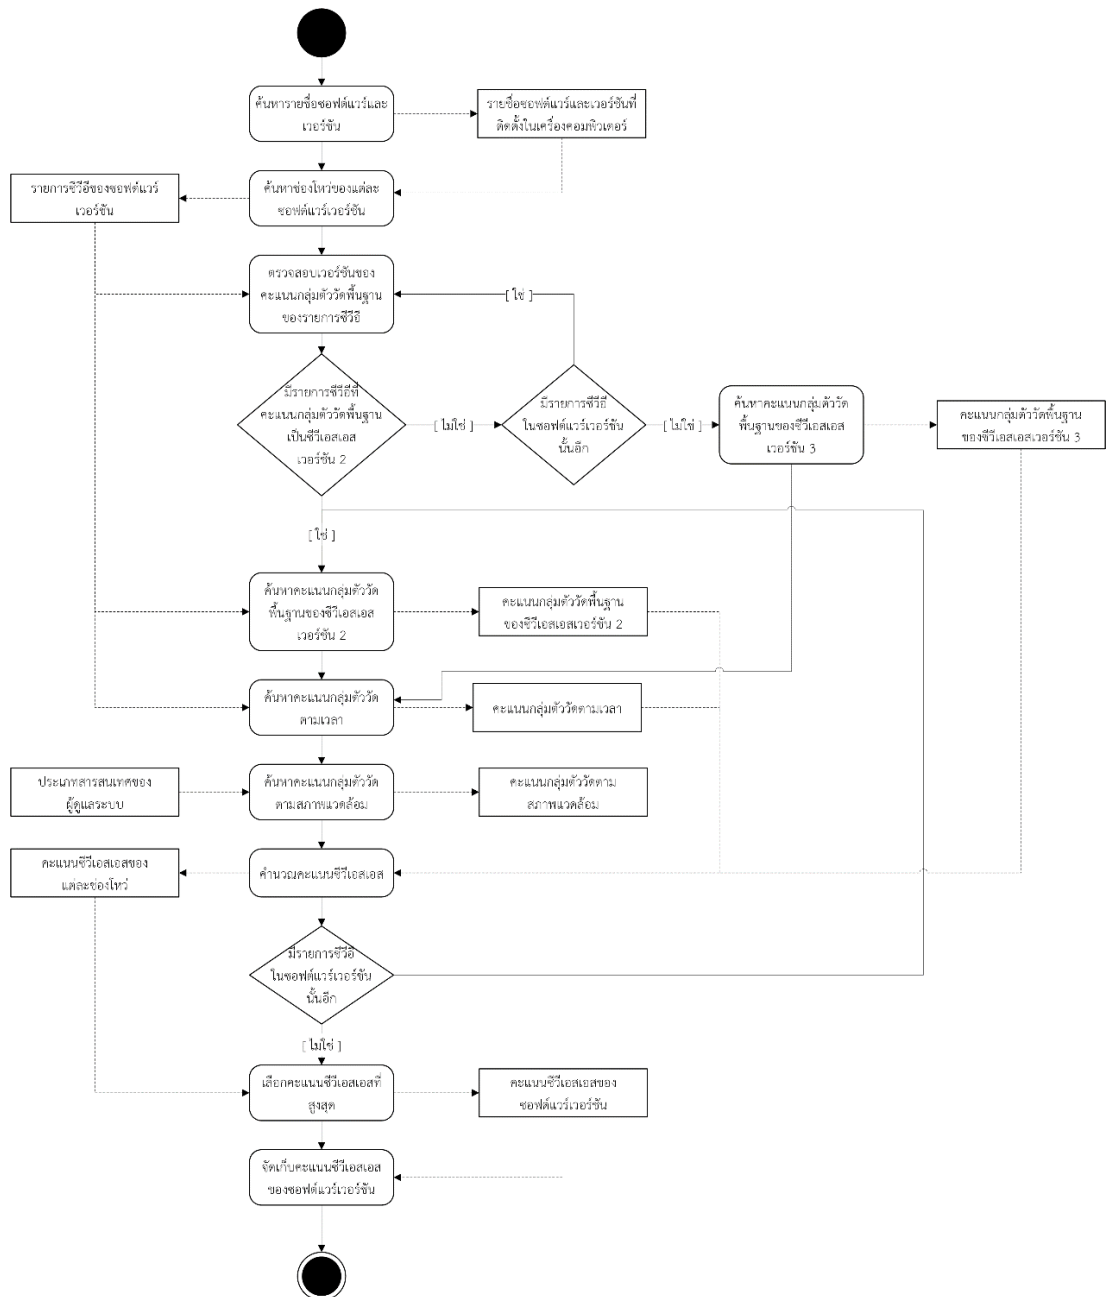 ค้นหารายชื่อซอฟต์แวร์และ
เวอร์ชัน
รายชื่อซอฟต์แวร์และเวอร์ชันที่
ติดตั้งในเครื่องคอมพิวเตอร์
รายการซีวีอีของซอฟต์แวร์
เวอร์ชัน
ค้นหาช่องโหว่ของแต่ละ
ซอฟต์แวร์เวอร์ชัน
ตรวจสอบเวอร์ชันของ
คะแนนกลุ่มตัววัดพื้นฐาน
ของรายการซีวีอี
[ ใช่ ]
มีรายการซีวีอีที่
คะแนนกลุ่มตัววัดพื้นฐาน
เป็นซีวีเอสเอส
เวอร์ชัน 2
[ ไม่ใช่ ]
มีรายการซีวีอี
ในซอฟต์แวร์เวอร์ชัน
นั้นอีก
[ ไม่ใช่ ]
ค้นหาคะแนนกลุ่มตัววัด
พื้นฐานของซีวีเอสเอส
เวอร์ชัน 3
คะแนนกลุ่มตัววัดพื้นฐาน
ของซีวีเอสเอสเวอร์ชัน 3
[ ใช่ ]
ค้นหาคะแนนกลุ่มตัววัด
พื้นฐานของซีวีเอสเอส
เวอร์ชัน 2
คะแนนกลุ่มตัววัดพื้นฐาน
ของซีวีเอสเอสเวอร์ชัน 2
ค้นหาคะแนนกลุ่มตัววัด
ตามเวลา
คะแนนกลุ่มตัววัดตามเวลา
ประเภทสารสนเทศของ
ผู้ดูแลระบบ
ค้นหาคะแนนกลุ่มตัววัด
ตามสภาพแวดล้อม
คะแนนกลุ่มตัววัดตาม
สภาพแวดล้อม
คะแนนซีวีเอสเอสของ
แต่ละช่องโหว่
คำนวณคะแนนซีวีเอสเอส
มีรายการซีวีอี
ในซอฟต์แวร์เวอร์ชัน
นั้นอีก
[ ไม่ใช่ ]
เลือกคะแนนซีวีเอสเอสที่
สูงสุด
คะแนนซีวีเอสเอสของ
ซอฟต์แวร์เวอร์ชัน
จัดเก็บคะแนนซีวีเอสเอส
ของซอฟต์แวร์เวอร์ชัน